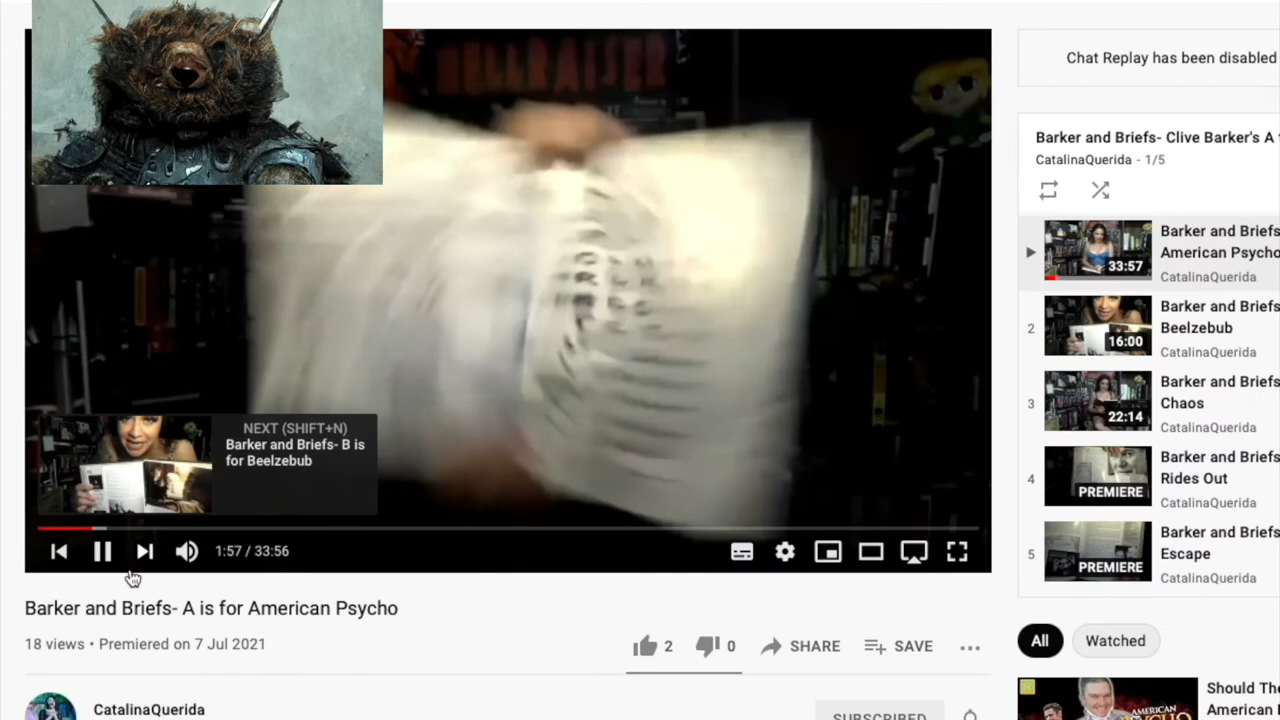 HELLRAISER
NEXT (SHIFT+N)
Barker and Briefs- B is
for Beelzebub
1:57 / 33:56
Barker and Briefs- A is for American Psycho
18 views • Premiered on 7 Jul 2021
2
0
SHARE
SAVE
CatalinaQuerida
SUBSCRIBED
Chat Replay has been disabled
Barker and Briefs- Clive Barker's A
CatalinaQuerida - 1/5
33:57
Barker and Briefs
American Psycho
CatalinaQuerida
2
16:00
Barker and Briefs
Beelzebub
CatalinaQuerida
3
22:14
Barker and Briefs
Chaos
CatalinaQuerida
4
PREMIERE
Barker and Briefs
Rides Out
CatalinaQuerida
5
PREMIERE
Barker and Briefs
Escape
CatalinaQuerida
All
Watched
AMERICAN
Should The
American